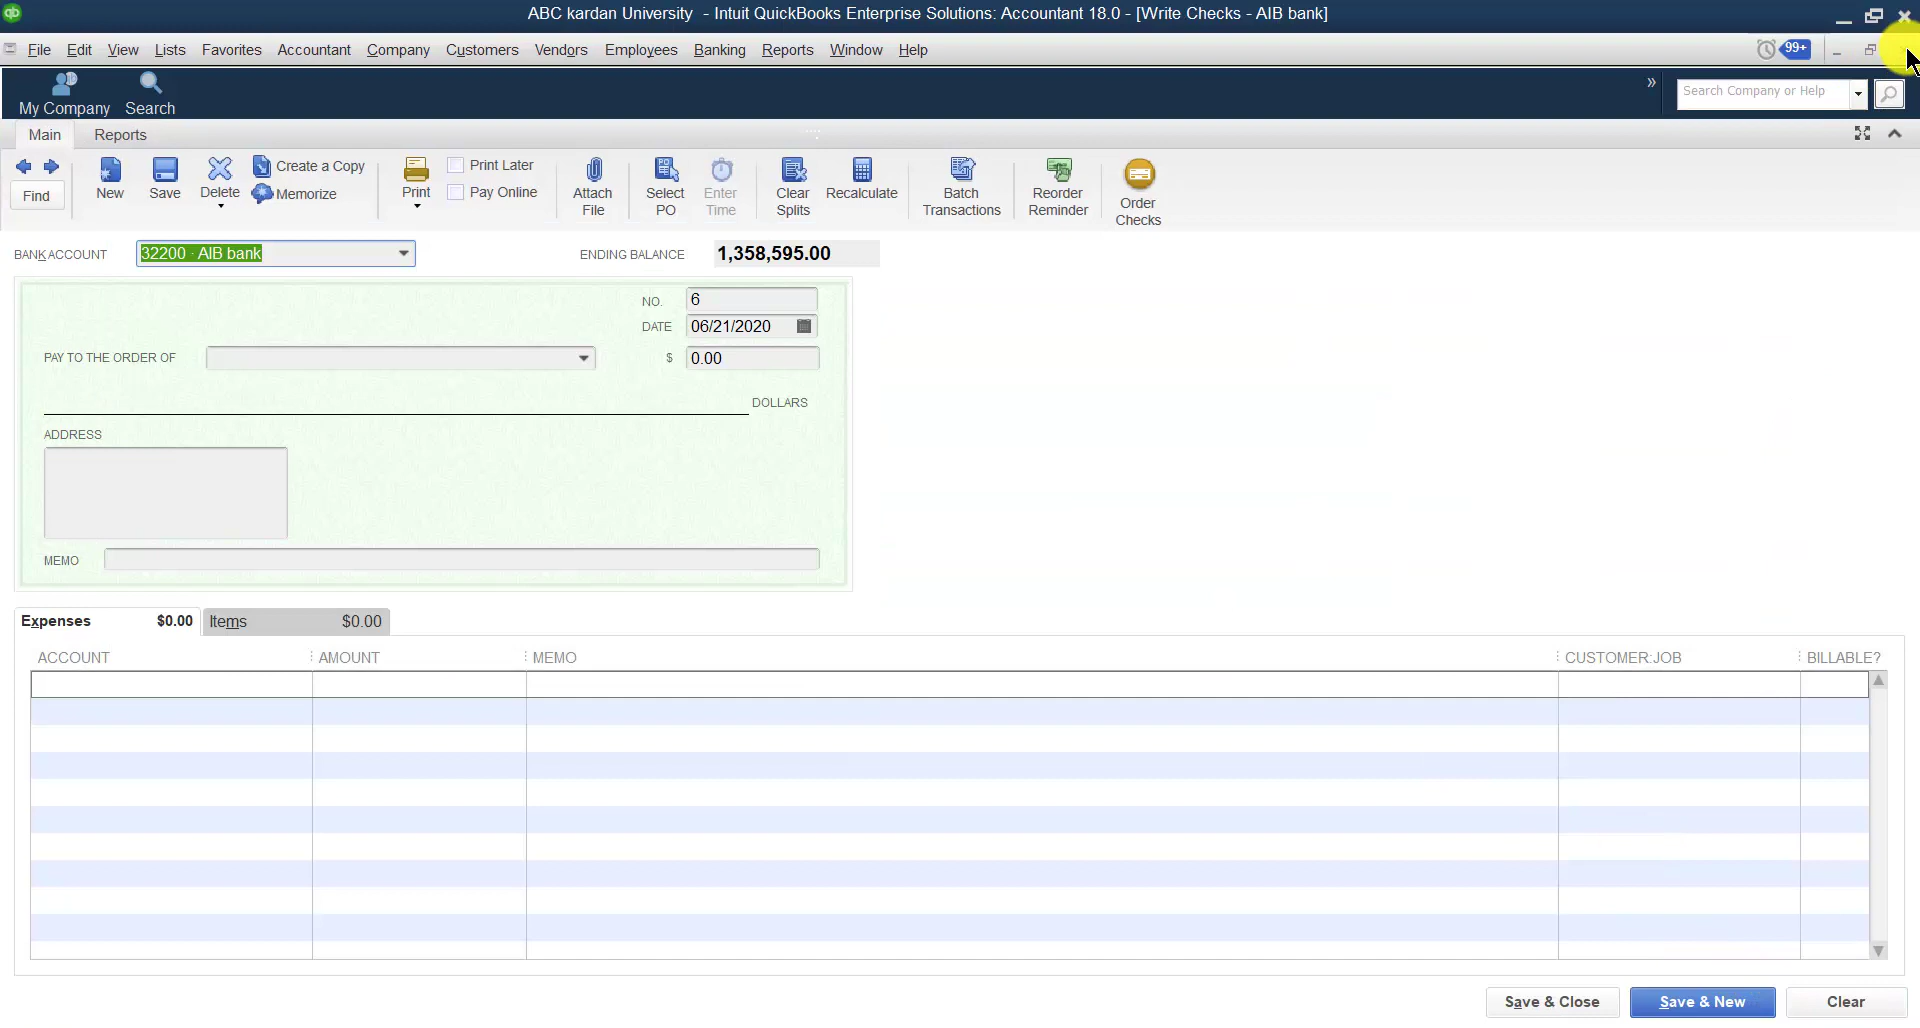 ABC kardan University - Intuit QuickBooks Enterprise Solutions: Accountant 18.0 - [Write Checks - AIB bank]
File Edit View Lists Favorites Accountant Company Customers Vendors Employees Banking Reports Window Help 99+
My Company Search Search Company or Help
Main Reports
Find New Save Delete Create a Copy Memorize Print Print Later Pay Online Attach File Select PO Enter Time Clear Splits Recalculate Batch Transactions Reorder Reminder Order Checks
BANK ACCOUNT 32200 · AIB bank ENDING BALANCE 1,358,595.00
NO. 6
DATE 06/21/2020
PAY TO THE ORDER OF $ 0.00
DOLLARS
ADDRESS
MEMO
Expenses $0.00 Items $0.00
ACCOUNT AMOUNT MEMO CUSTOMER:JOB BILLABLE?
Save & Close Save & New Clear